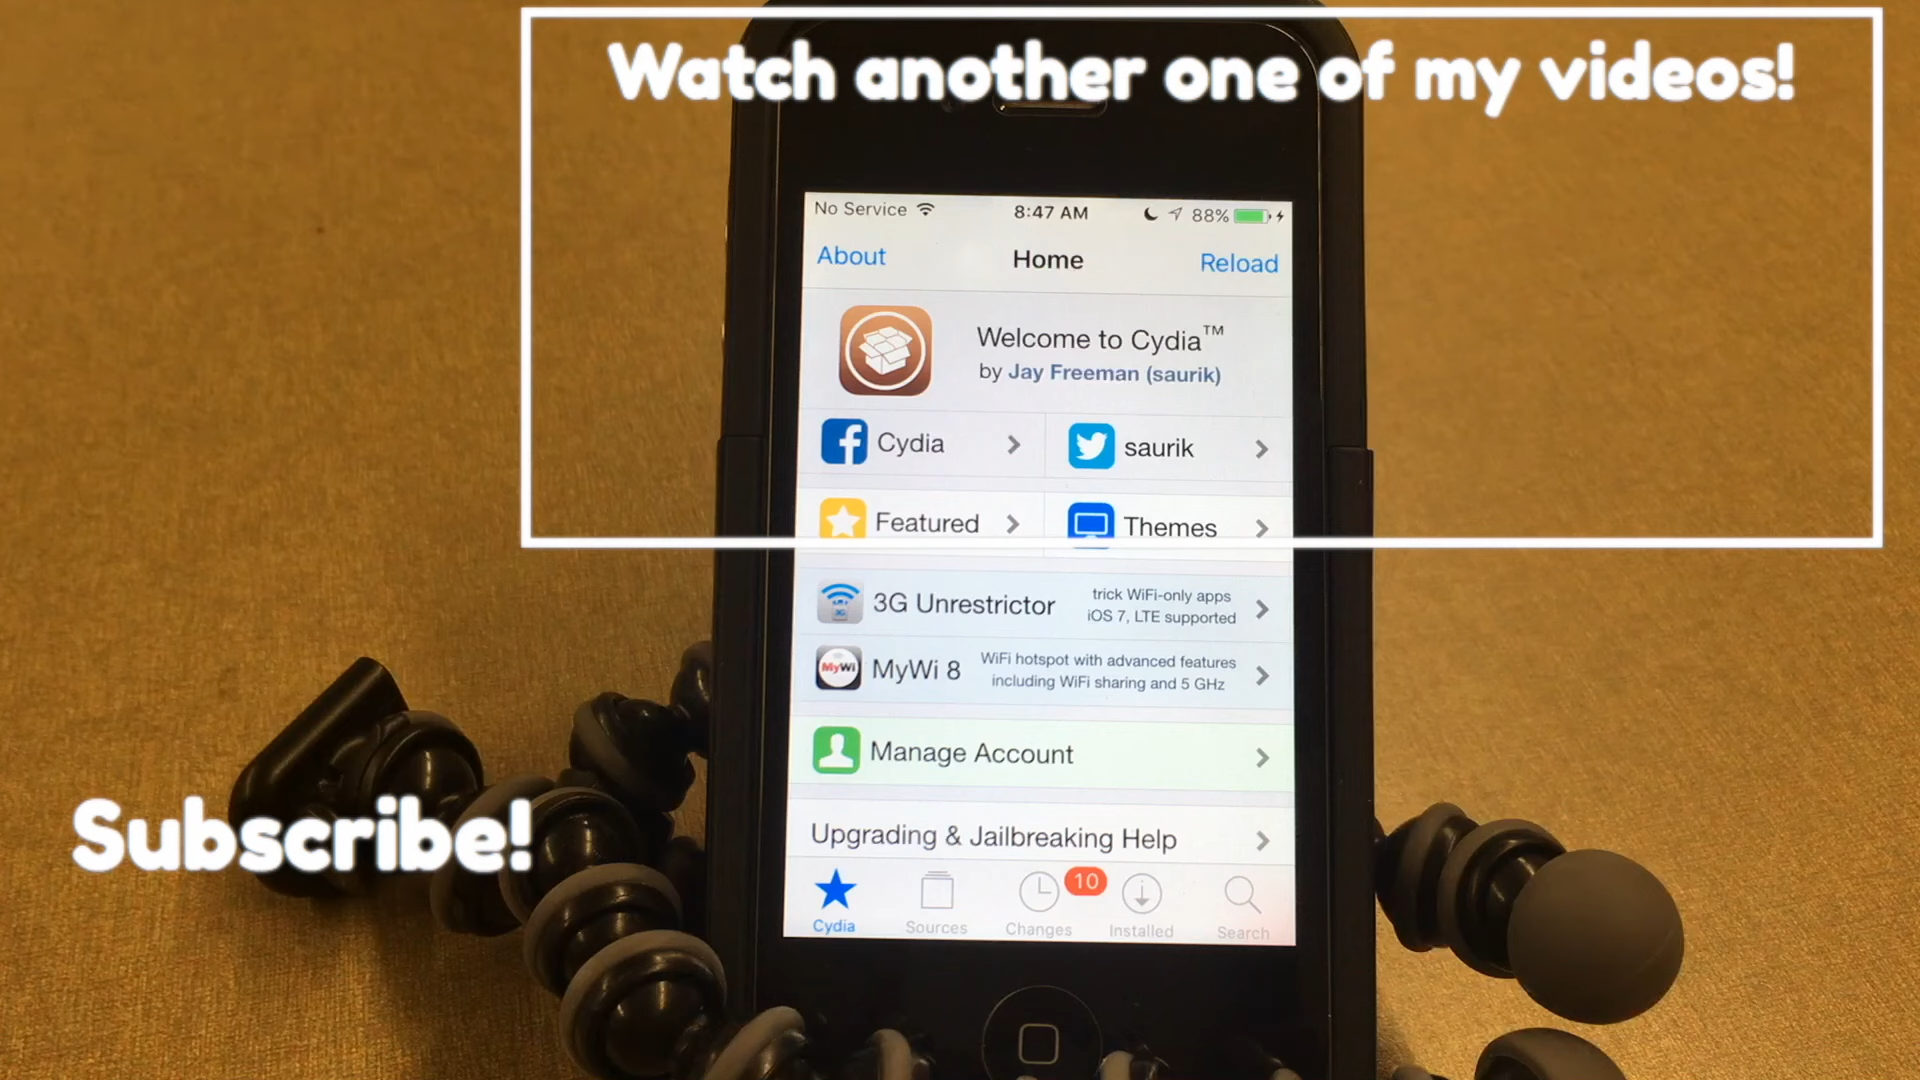 Watch another one of my videos!
No Service 8:47 AM 88%
About Home Reload
Welcome to Cydia™
by Jay Freeman (saurik)
Cydia saurik
Featured Themes
3G Unrestrictor trick WiFi-only apps
iOS 7, LTE supported
MyWi MyWi 8 WiFi hotspot with advanced features
including WiFi sharing and 5 GHz
Manage Account
Upgrading & Jailbreaking Help
Subscribe!
10
Cydia Sources Changes Installed Search